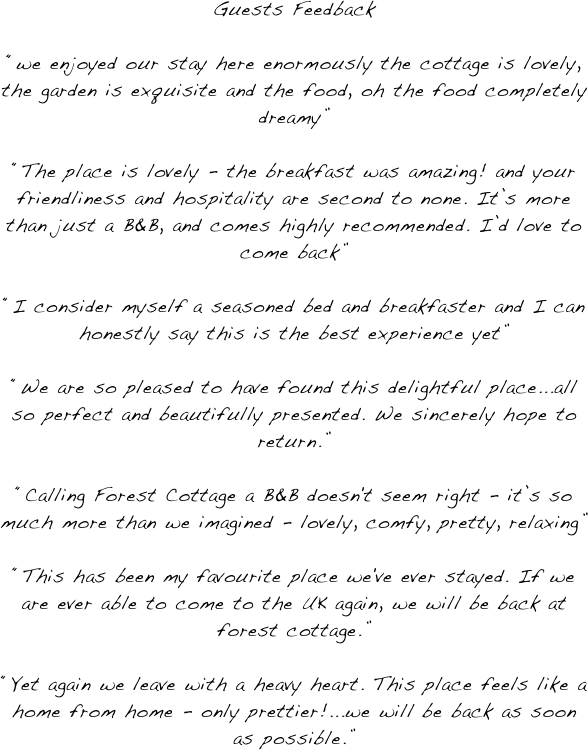 Guests Feedback
"we enjoyed our stay here enormously the cottage is lovely,
the garden is exquisite and the food, oh the food completely
dreamy"
"The place is lovely - the breakfast was amazing! and your
friendliness and hospitality are second to none. It`s more
than just a B&B, and comes highly recommended. I`d love to
come back"
"I consider myself a seasoned bed and breakfaster and I can
honestly say this is the best experience yet"
"We are so pleased to have found this delightful place...all
so perfect and beautifully presented. We sincerely hope to
return."
"Calling Forest Cottage a B&B doesn't seem right - it`s so
much more than we imagined - lovely, comfy, pretty, relaxing"
"This has been my favourite place we've ever stayed. If we
are ever able to come to the UK again, we will be back at
forest cottage."
"Yet again we leave with a heavy heart. This place feels like a
home from home - only prettier!...we will be back as soon
as possible."